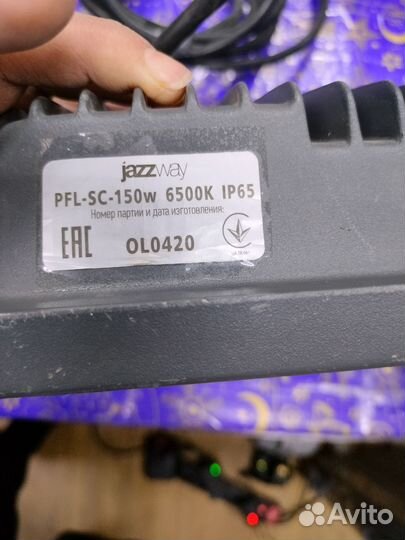 jazzway
PFL-SC-150w 6500K IP65
Номер партии и дата изготовления:
EAC
OL0420
Avito